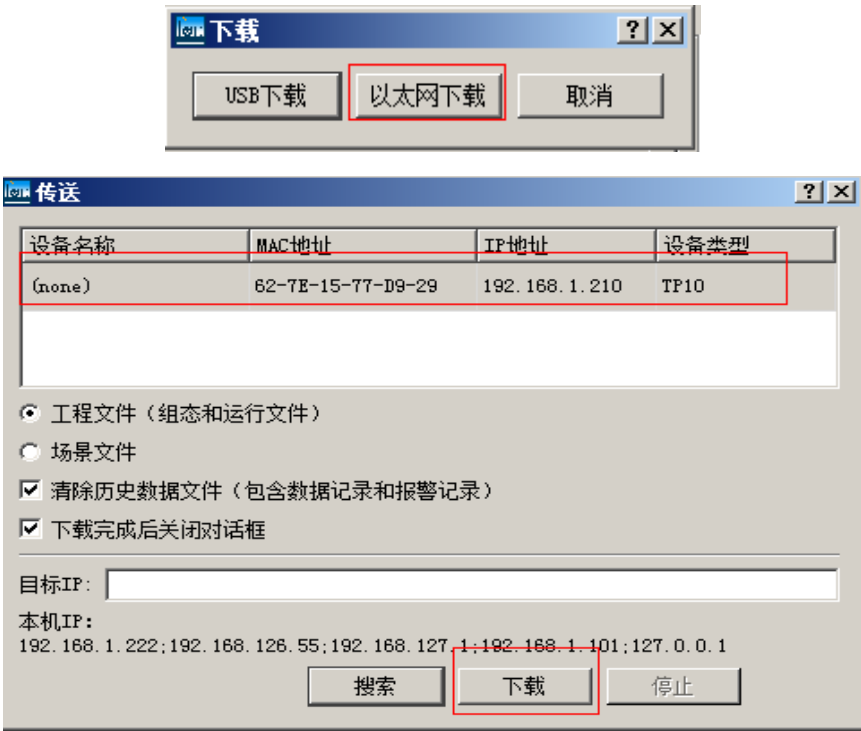 下载
USB下载 以太网下载 取消
传送
设备名称 MAC地址 IP地址 设备类型
(none) 62-7E-15-77-D9-29 192.168.1.210 TP10
工程文件（组态和运行文件）
场景文件
清除历史数据文件（包含数据记录和报警记录）
下载完成后关闭对话框
目标IP:
本机IP:
192.168.1.222;192.168.126.55;192.168.127.1;192.168.1.101;127.0.0.1
搜索 下载 停止